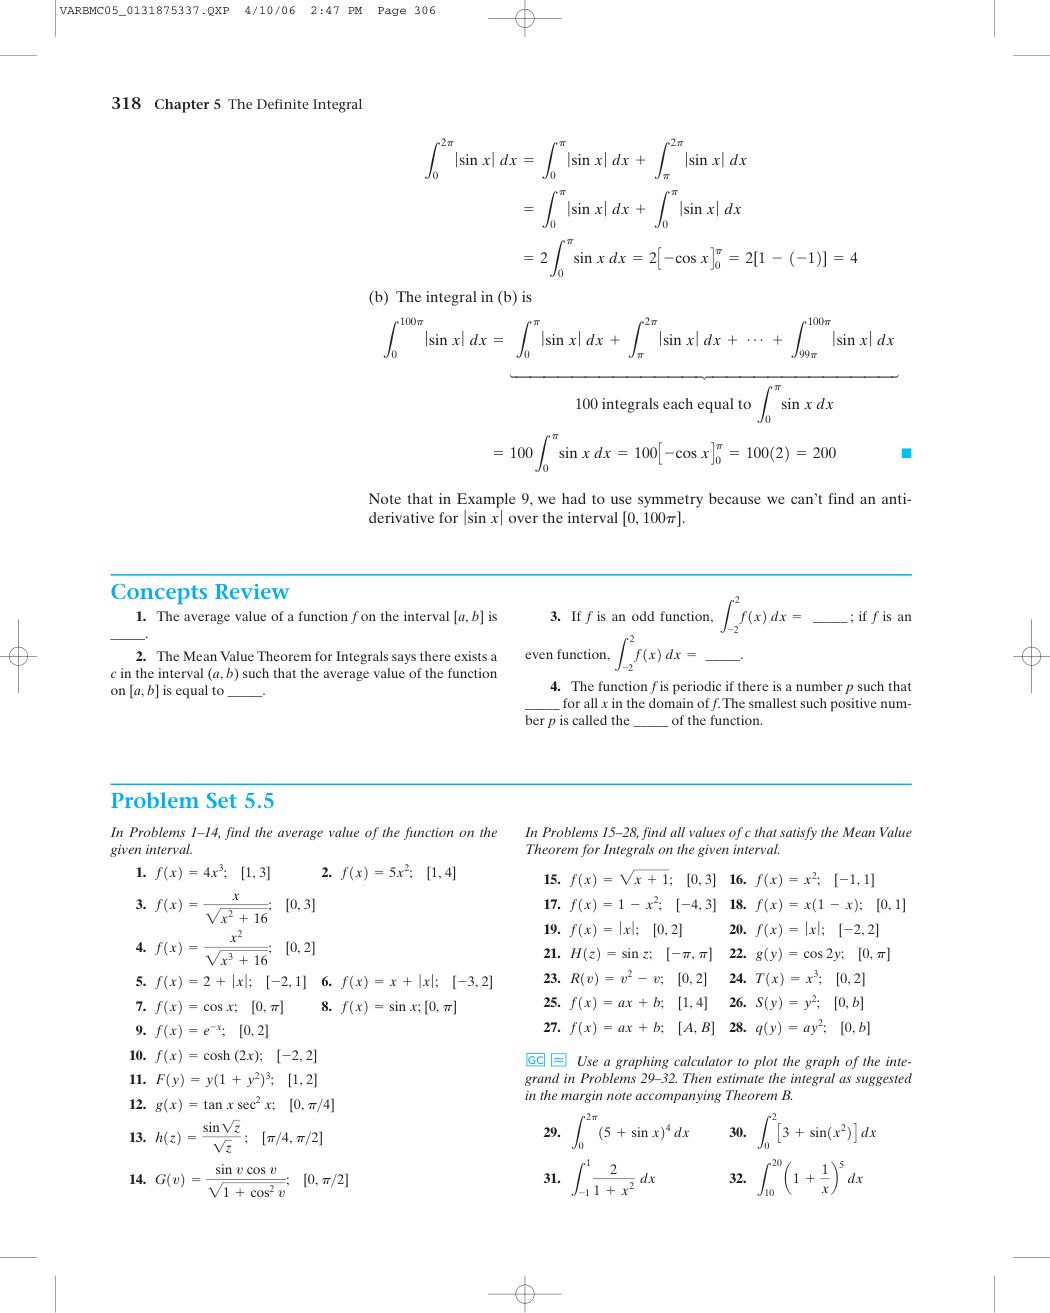 VARBMC05_0131875337.QXP 4/10/06 2:47 PM Page 306
318 Chapter 5 The Definite Integral
∫₀^{2π} |sin x| dx = ∫₀^{π} |sin x| dx + ∫_{π}^{2π} |sin x| dx
= ∫₀^{π} |sin x| dx + ∫₀^{π} |sin x| dx
= 2∫₀^{π} sin x dx = 2[−cos x]₀^{π} = 2[1 − (−1)] = 4
(b) The integral in (b) is
∫₀^{100π} |sin x| dx = ∫₀^{π} |sin x| dx + ∫_{π}^{2π} |sin x| dx + ⋯ + ∫_{99π}^{100π} |sin x| dx
100 integrals each equal to ∫₀^{π} sin x dx
= 100∫₀^{π} sin x dx = 100[−cos x]₀^{π} = 100(2) = 200
Note that in Example 9, we had to use symmetry because we can't find an anti-
derivative for |sin x| over the interval [0, 100π].
Concepts Review
1. The average value of a function f on the interval [a, b] is
_____.
2. The Mean Value Theorem for Integrals says there exists a
c in the interval (a, b) such that the average value of the function
on [a, b] is equal to _____.
3. If f is an odd function, ∫_{−2}^{2} f(x) dx = _____; if f is an
even function, ∫_{−2}^{2} f(x) dx = _____.
4. The function f is periodic if there is a number p such that
_____ for all x in the domain of f. The smallest such positive num-
ber p is called the _____ of the function.
Problem Set 5.5
In Problems 1–14, find the average value of the function on the
given interval.
1. f(x) = 4x³; [1, 3] 2. f(x) = 5x²; [1, 4]
3. f(x) = x/√(x² + 16); [0, 3]
4. f(x) = x²/√(x³ + 16); [0, 2]
5. f(x) = 2 + |x|; [−2, 1] 6. f(x) = x + |x|; [−3, 2]
7. f(x) = cos x; [0, π] 8. f(x) = sin x; [0, π]
9. f(x) = e^{−x}; [0, 2]
10. f(x) = cosh (2x); [−2, 2]
11. F(y) = y(1 + y²)³; [1, 2]
12. g(x) = tan x sec² x; [0, π/4]
13. h(z) = sin √z/√z; [π/4, π/2]
14. G(v) = sin v cos v/√(1 + cos² v); [0, π/2]
In Problems 15–28, find all values of c that satisfy the Mean Value
Theorem for Integrals on the given interval.
15. f(x) = √(x + 1); [0, 3] 16. f(x) = x²; [−1, 1]
17. f(x) = 1 − x²; [−4, 3] 18. f(x) = x(1 − x); [0, 1]
19. f(x) = |x|; [0, 2] 20. f(x) = |x|; [−2, 2]
21. H(z) = sin z; [−π, π] 22. g(y) = cos 2y; [0, π]
23. R(v) = v² − v; [0, 2] 24. T(x) = x³; [0, 2]
25. f(x) = ax + b; [1, 4] 26. S(y) = y²; [0, b]
27. f(x) = ax + b; [A, B] 28. q(y) = ay²; [0, b]
GC ≈ Use a graphing calculator to plot the graph of the inte-
grand in Problems 29–32. Then estimate the integral as suggested
in the margin note accompanying Theorem B.
29. ∫₀^{2π} (5 + sin x)⁴ dx 30. ∫₀^{2} [3 + sin(x²)] dx
31. ∫_{−1}^{1} 2/(1 + x²) dx 32. ∫_{10}^{20} (1 + 1/x)⁵ dx